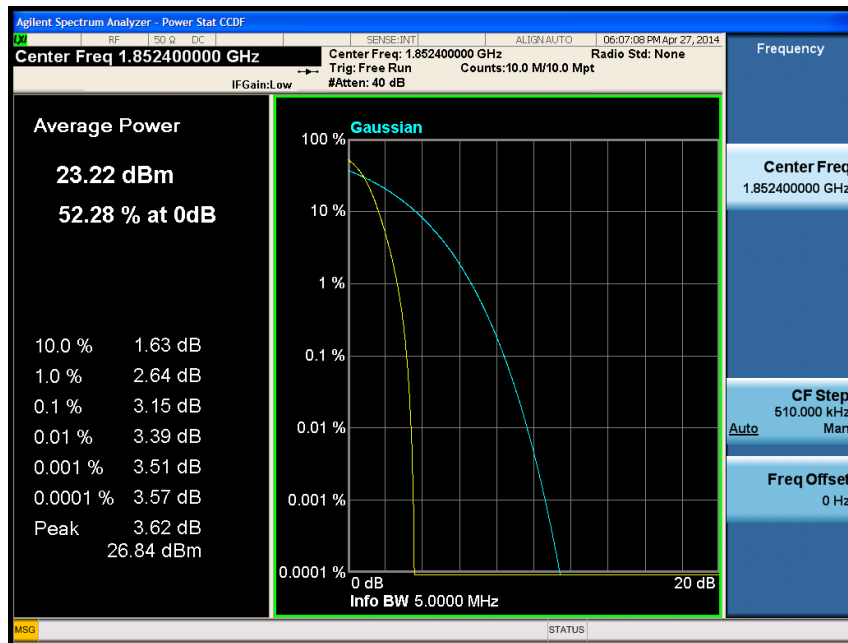 Agilent Spectrum Analyzer - Power Stat CCDF
LXI RF 50 Ω DC SENSE:INT ALIGN AUTO 06:07:08 PM Apr 27, 2014
Center Freq 1.852400000 GHz
Center Freq: 1.852400000 GHz Radio Std: None
Trig: Free Run Counts:10.0 M/10.0 Mpt
IFGain:Low #Atten: 40 dB
Frequency
Average Power
23.22 dBm
52.28 % at 0dB
10.0 % 1.63 dB
1.0 % 2.64 dB
0.1 % 3.15 dB
0.01 % 3.39 dB
0.001 % 3.51 dB
0.0001 % 3.57 dB
Peak 3.62 dB
26.84 dBm
Gaussian
100 %
10 %
1 %
0.1 %
0.01 %
0.001 %
0.0001 %
0 dB 20 dB
Info BW 5.0000 MHz
Center Freq
1.852400000 GHz
CF Step
510.000 kHz
Auto Man
Freq Offset
0 Hz
MSG STATUS